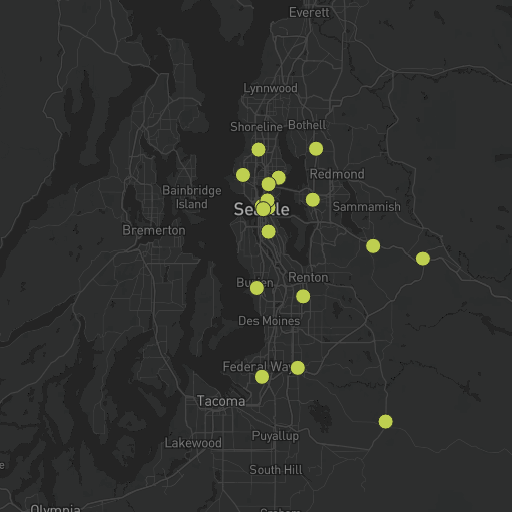 Everett
Lynnwood
Shoreline
Bothell
Redmond
Bainbridge
Island
Sammamish
Seattle
Bremerton
Renton
Burien
Des Moines
Federal Way
Tacoma
Puyallup
Lakewood
South Hill
Olympia